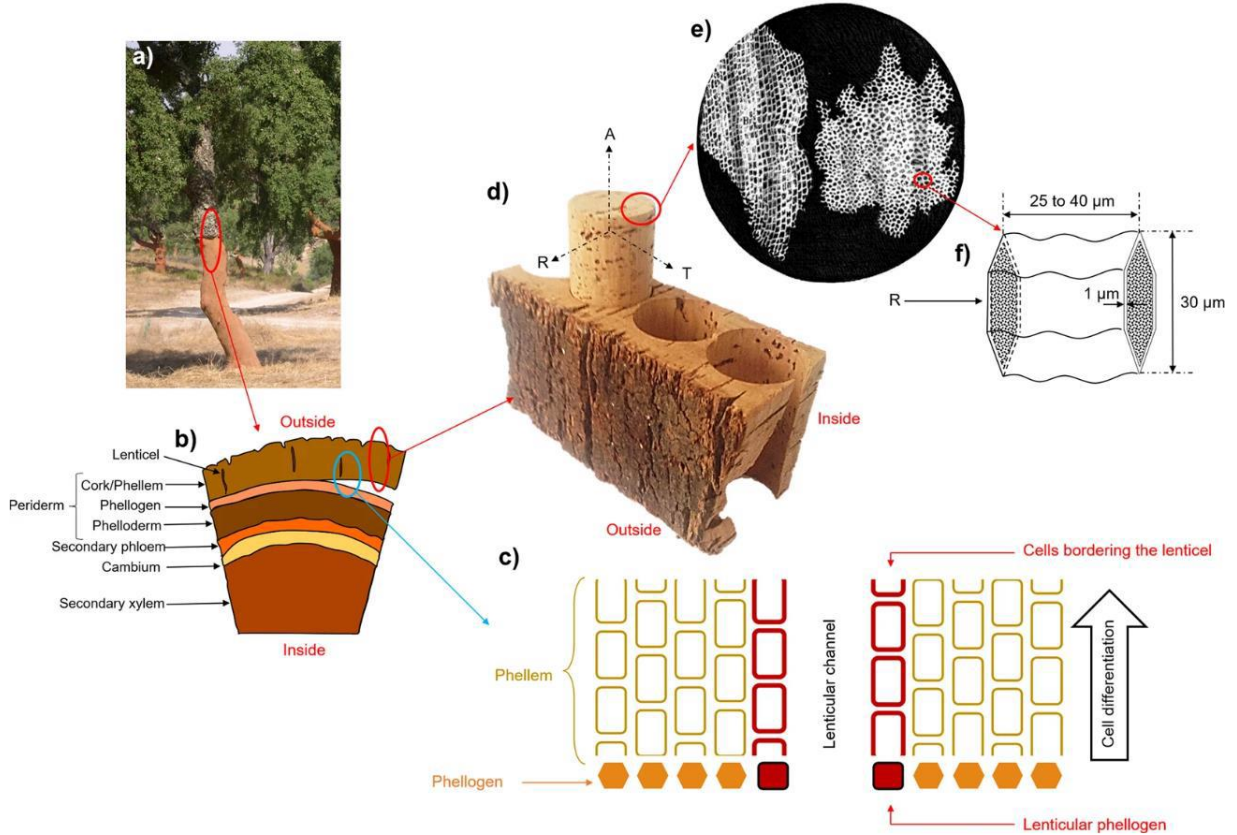 a)
b)
Outside
Lenticel
Cork/Phellem
Periderm
Phellogen
Phelloderm
Secondary phloem
Cambium
Secondary xylem
Inside
c)
Cells bordering the lenticel
Phellem
Lenticular channel
Cell differentiation
Phellogen
Lenticular phellogen
d)
A
R
T
Inside
Outside
e)
f)
25 to 40 µm
R
1 µm
30 µm